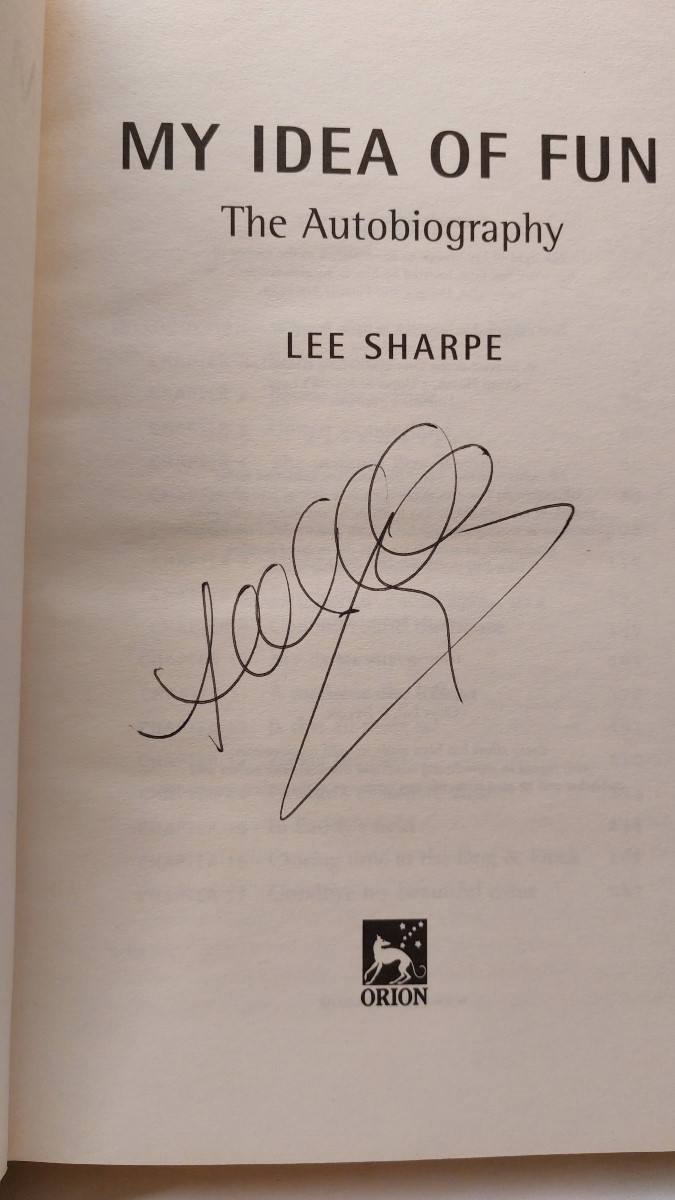 MY IDEA OF FUN
The Autobiography
LEE SHARPE
ORION